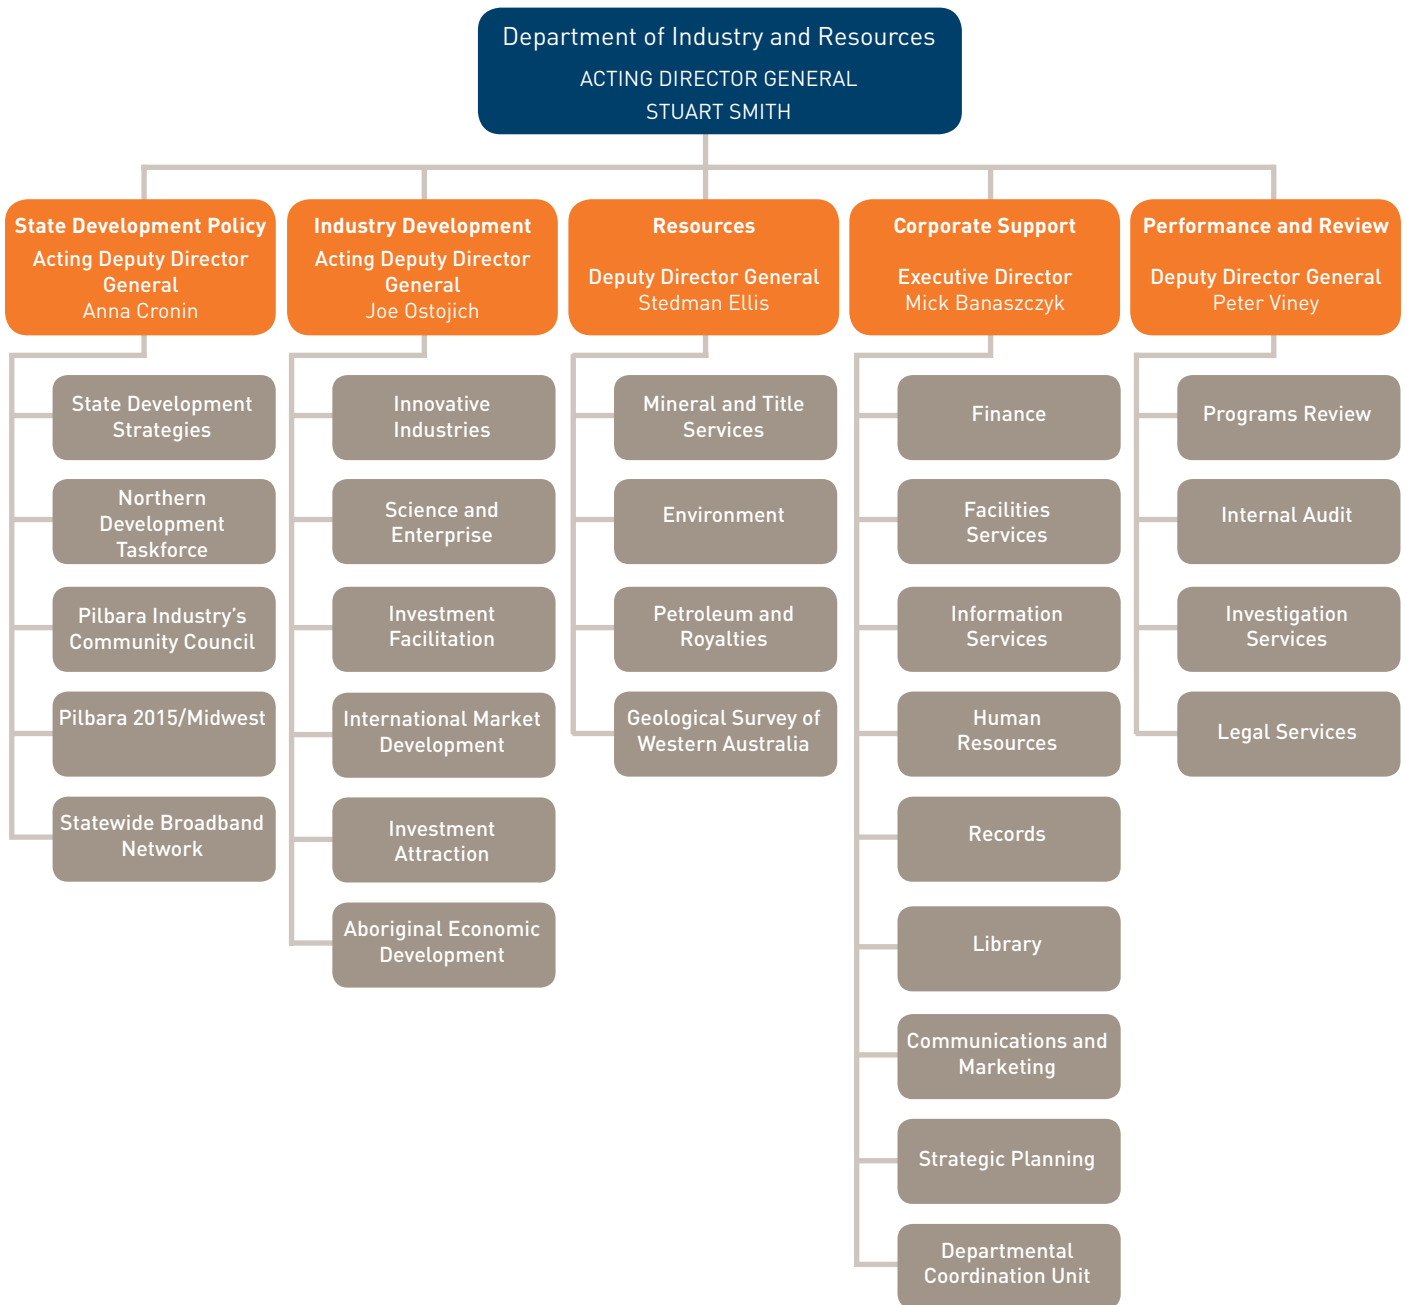 Department of Industry and Resources
ACTING DIRECTOR GENERAL
STUART SMITH
State Development Policy
Acting Deputy Director
General
Anna Cronin
State Development
Strategies
Northern
Development
Taskforce
Pilbara Industry's
Community Council
Pilbara 2015/Midwest
Statewide Broadband
Network
Industry Development
Acting Deputy Director
General
Joe Ostojich
Innovative
Industries
Science and
Enterprise
Investment
Facilitation
International Market
Development
Investment
Attraction
Aboriginal Economic
Development
Resources
Deputy Director General
Stedman Ellis
Mineral and Title
Services
Environment
Petroleum and
Royalties
Geological Survey of
Western Australia
Corporate Support
Executive Director
Mick Banaszczyk
Finance
Facilities
Services
Information
Services
Human
Resources
Records
Library
Communications and
Marketing
Strategic Planning
Departmental
Coordination Unit
Performance and Review
Deputy Director General
Peter Viney
Programs Review
Internal Audit
Investigation
Services
Legal Services